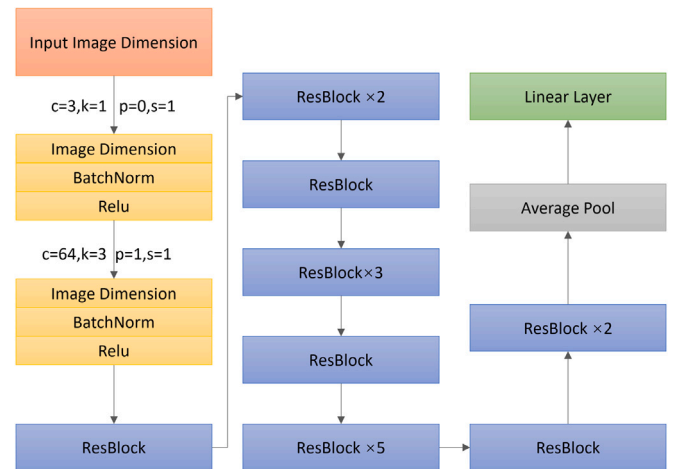 Input Image Dimension
c=3,k=1 p=0,s=1
Image Dimension
BatchNorm
Relu
c=64,k=3 p=1,s=1
Image Dimension
BatchNorm
Relu
ResBlock
ResBlock ×2
ResBlock
ResBlock×3
ResBlock
ResBlock ×5
ResBlock
ResBlock ×2
Average Pool
Linear Layer